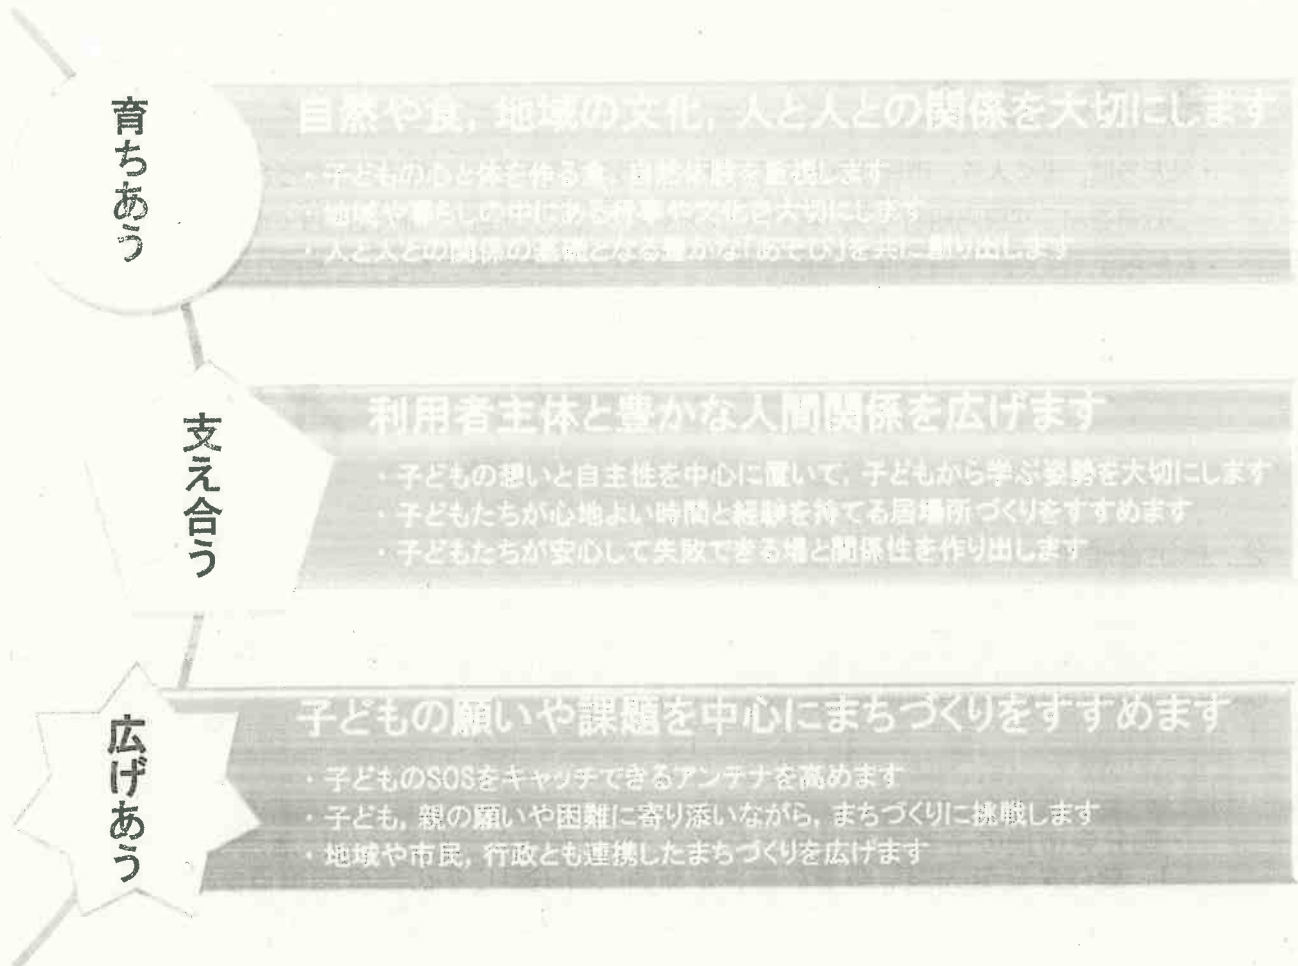 育ちあう
自然や食，地域の文化，人と人との関係を大切にします
・子どもの心と体を作る食，自然体験を重視します
・地域や暮らしの中にある行事や文化を大切にします
・人と人との関係の基礎となる豊かな「あそび」を共に創り出します
支え合う
利用者主体と豊かな人間関係を広げます
・子どもの想いと自主性を中心に置いて，子どもから学ぶ姿勢を大切にします
・子どもたちが心地よい時間と経験を持てる居場所づくりをすすめます
・子どもたちが安心して失敗できる場と関係性を作り出します
広げあう
子どもの願いや課題を中心にまちづくりをすすめます
・子どものSOSをキャッチできるアンテナを高めます
・子ども，親の願いや困難に寄り添いながら，まちづくりに挑戦します
・地域や市民，行政とも連携したまちづくりを広げます